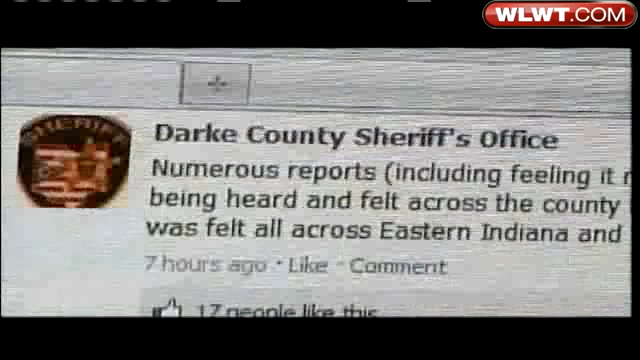 WLWT.COM
SHERIFF
Darke County Sheriff's Office
Numerous reports (including feeling it
being heard and felt across the county
was felt all across Eastern Indiana and
7 hours ago · Like · Comment
17 people like this